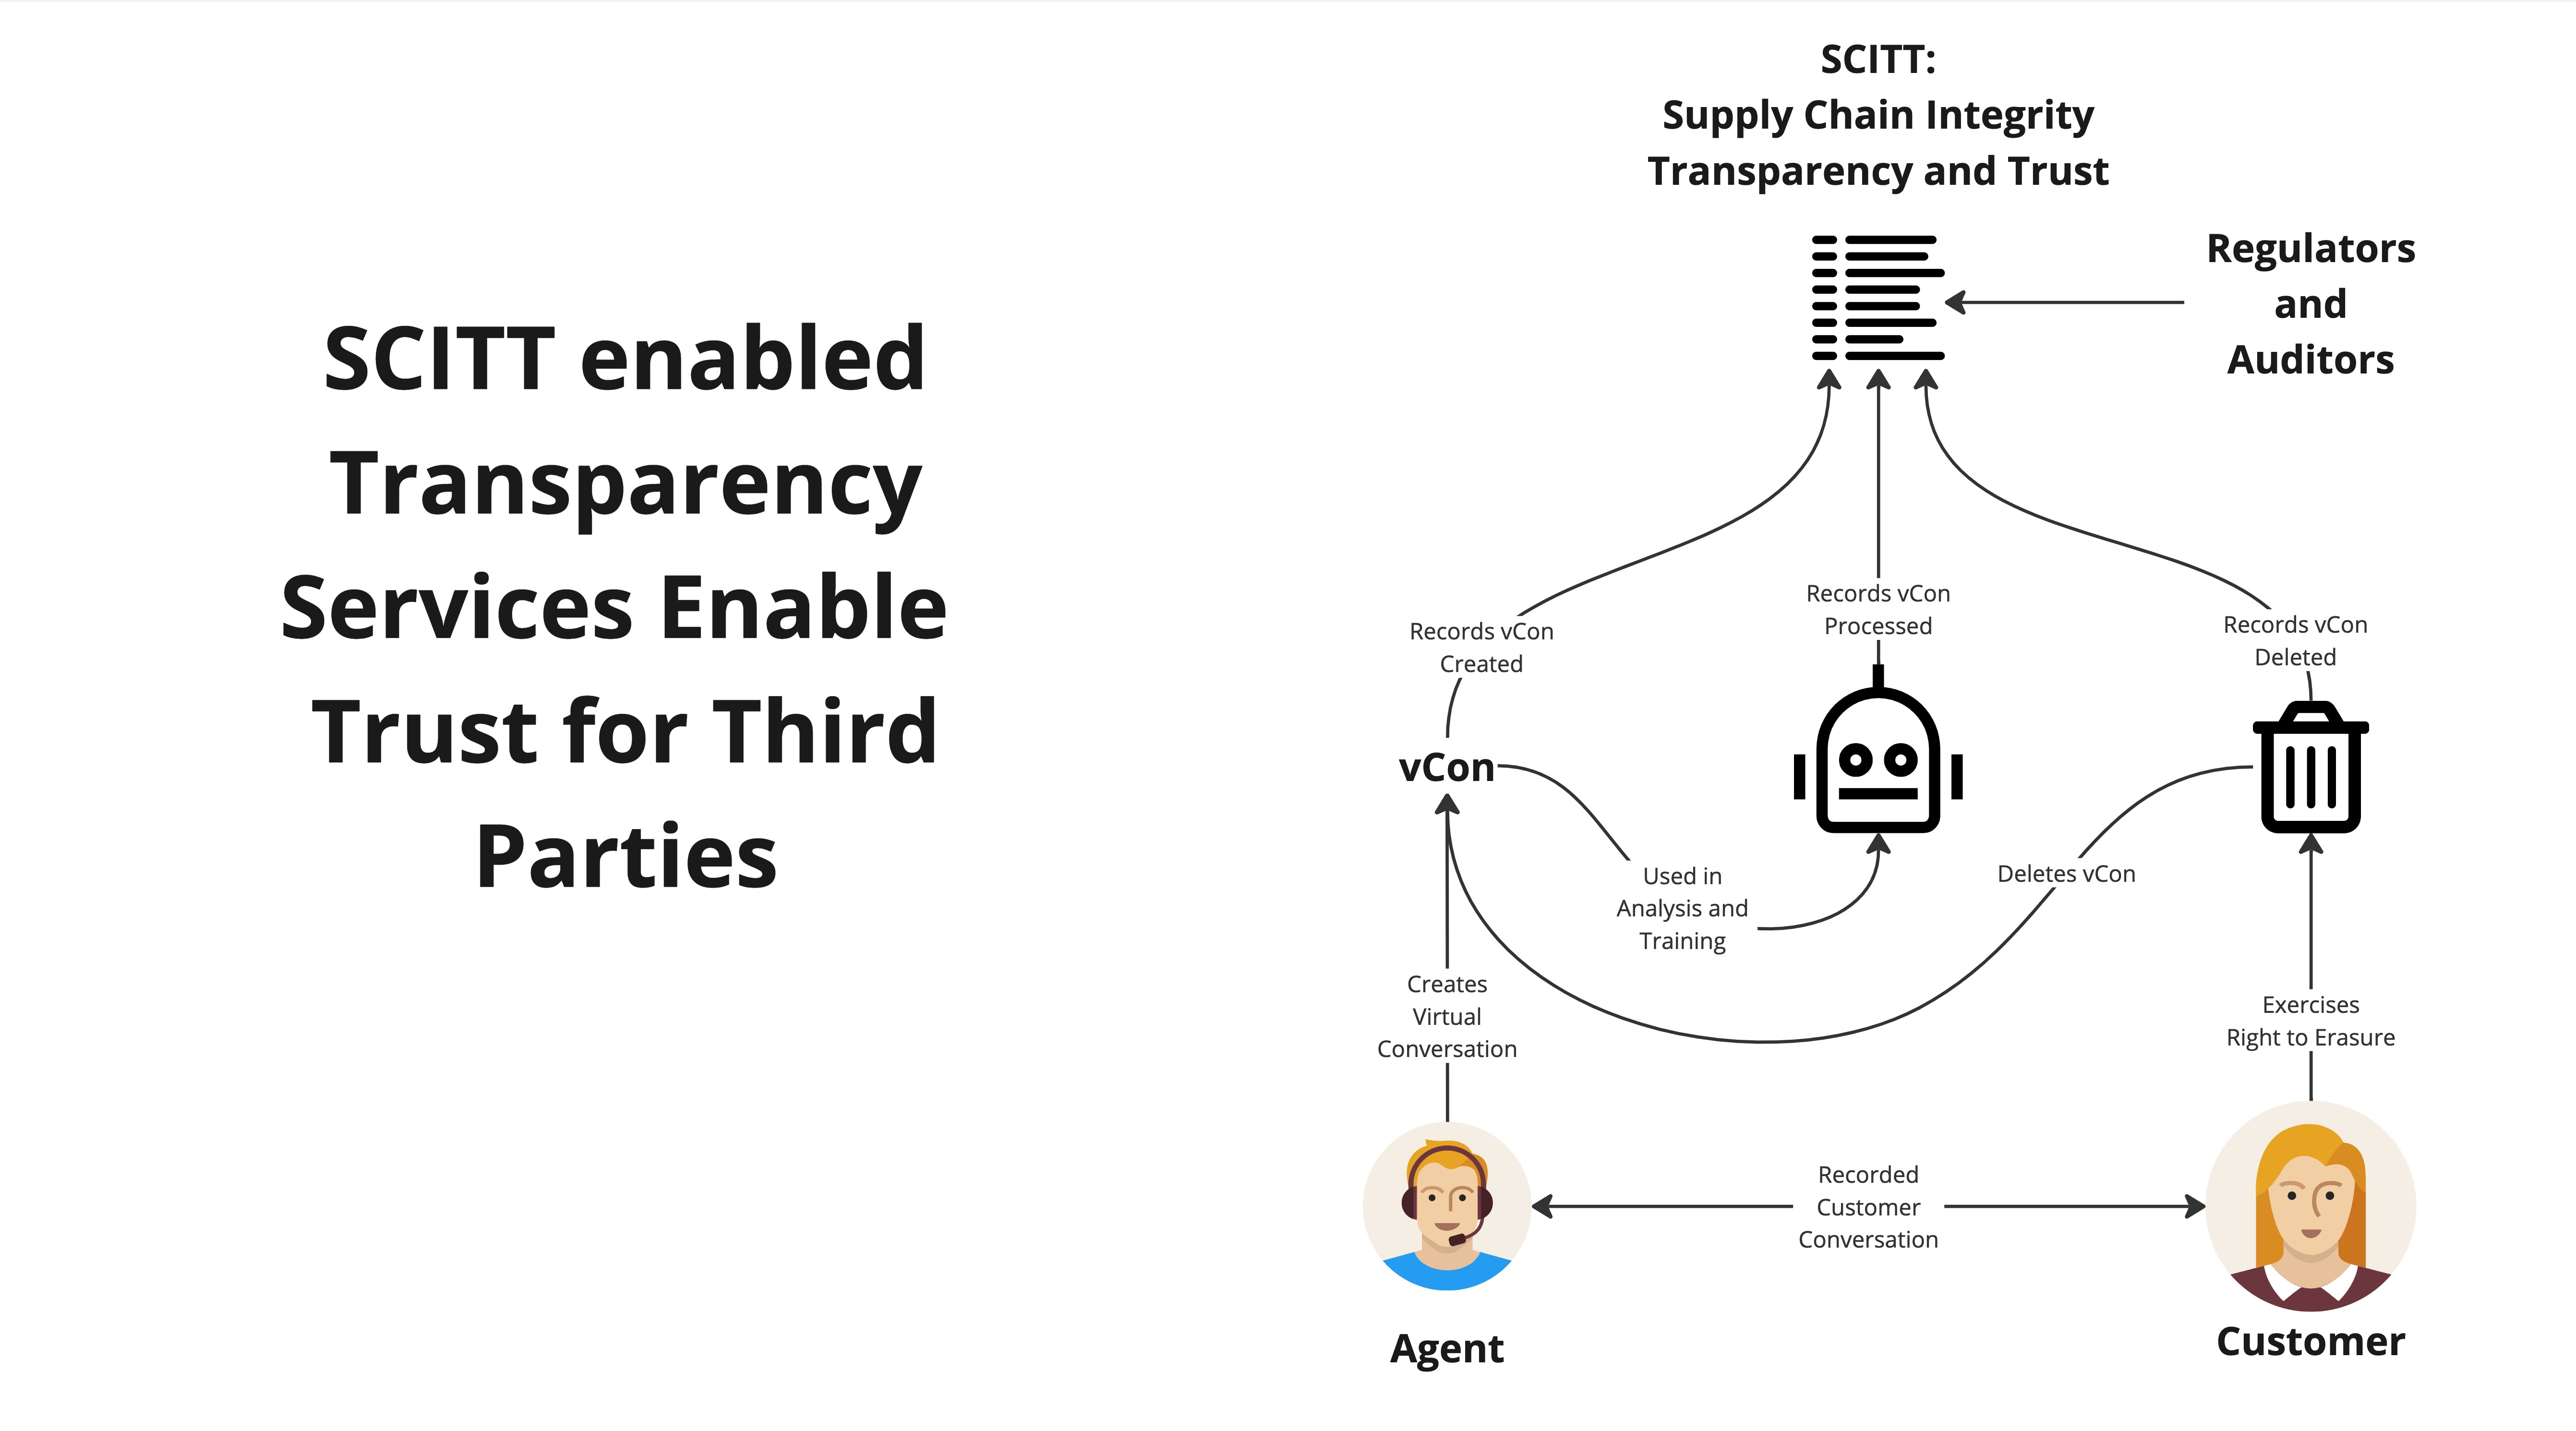 SCITT enabled
Transparency
Services Enable
Trust for Third
Parties
SCITT:
Supply Chain Integrity
Transparency and Trust
Regulators
and
Auditors
Records vCon
Created
Records vCon
Processed
Records vCon
Deleted
vCon
Used in
Analysis and
Training
Deletes vCon
Creates
Virtual
Conversation
Exercises
Right to Erasure
Recorded
Customer
Conversation
Agent
Customer